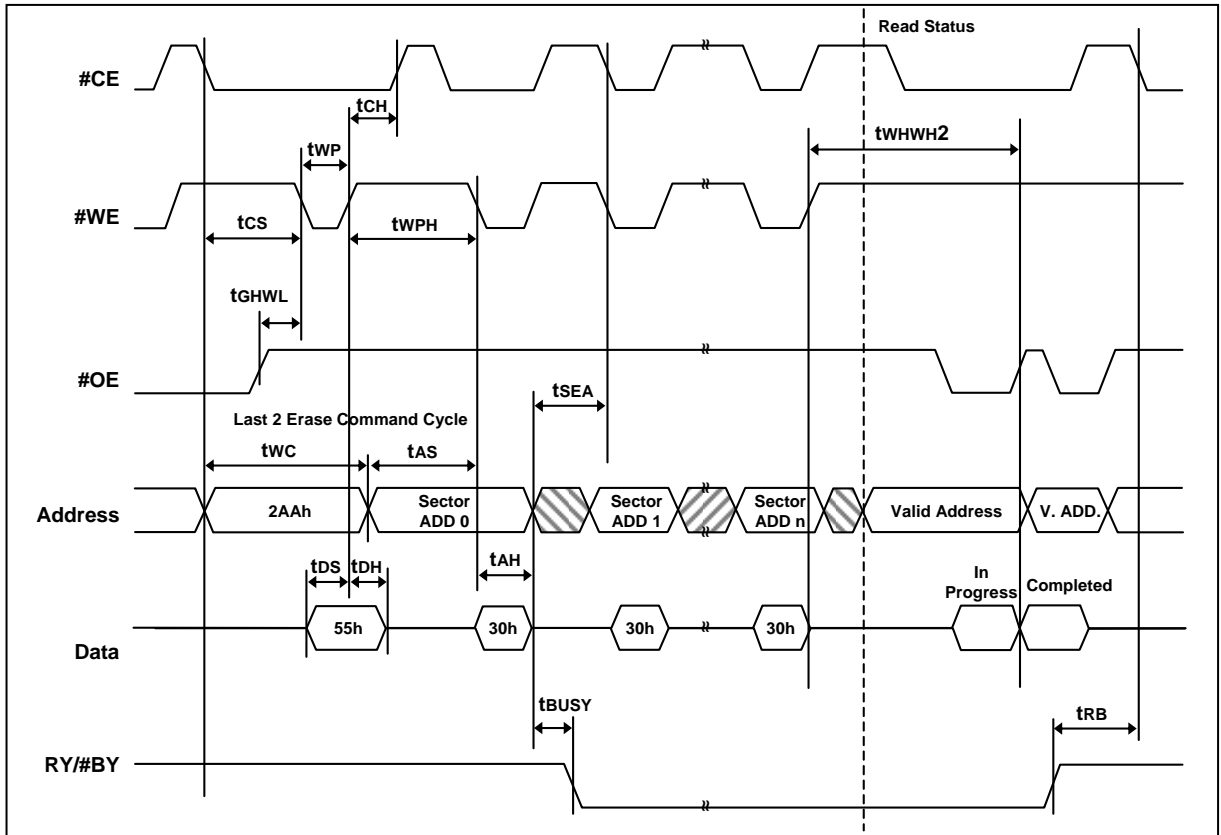 Read Status
#CE
tCH
tWHWH2
tWP
#WE
tCS
tWPH
tGHWL
#OE
tSEA
Last 2 Erase Command Cycle
tWC
tAS
Address
2AAh
Sector
ADD 0
Sector
ADD 1
Sector
ADD n
Valid Address
V. ADD.
tDS
tDH
tAH
In
Progress
Completed
Data
55h
30h
30h
30h
tBUSY
tRB
RY/#BY